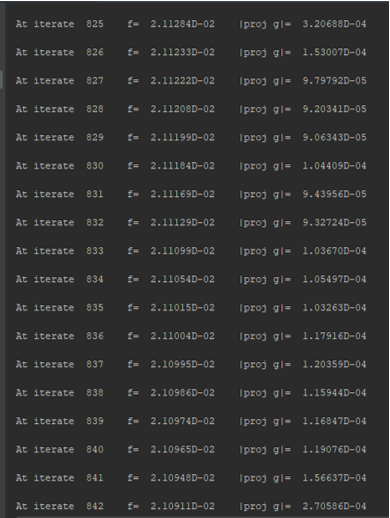 At iterate  825    f=  2.11284D-02    |proj g|=  3.20688D-04
At iterate  826    f=  2.11233D-02    |proj g|=  1.53007D-04
At iterate  827    f=  2.11222D-02    |proj g|=  9.79792D-05
At iterate  828    f=  2.11208D-02    |proj g|=  9.20341D-05
At iterate  829    f=  2.11199D-02    |proj g|=  9.06343D-05
At iterate  830    f=  2.11184D-02    |proj g|=  1.04409D-04
At iterate  831    f=  2.11169D-02    |proj g|=  9.43956D-05
At iterate  832    f=  2.11129D-02    |proj g|=  9.32724D-05
At iterate  833    f=  2.11099D-02    |proj g|=  1.03670D-04
At iterate  834    f=  2.11054D-02    |proj g|=  1.05497D-04
At iterate  835    f=  2.11015D-02    |proj g|=  1.03263D-04
At iterate  836    f=  2.11004D-02    |proj g|=  1.17916D-04
At iterate  837    f=  2.10995D-02    |proj g|=  1.20359D-04
At iterate  838    f=  2.10986D-02    |proj g|=  1.15944D-04
At iterate  839    f=  2.10974D-02    |proj g|=  1.16847D-04
At iterate  840    f=  2.10965D-02    |proj g|=  1.19076D-04
At iterate  841    f=  2.10948D-02    |proj g|=  1.56637D-04
At iterate  842    f=  2.10911D-02    |proj g|=  2.70586D-04